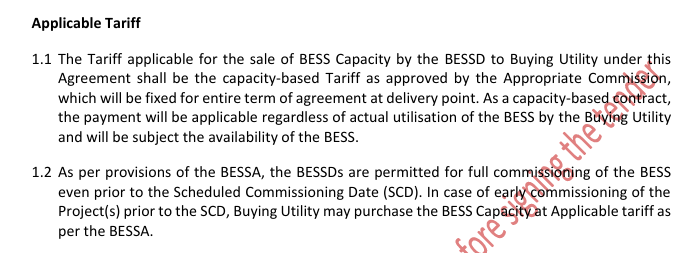 Applicable Tariff
1.1 The Tariff applicable for the sale of BESS Capacity by the BESSD to Buying Utility under this
Agreement shall be the capacity-based Tariff as approved by the Appropriate Commission,
which will be fixed for entire term of agreement at delivery point. As a capacity-based contract,
the payment will be applicable regardless of actual utilisation of the BESS by the Buying Utility
and will be subject the availability of the BESS.
1.2 As per provisions of the BESSA, the BESSDs are permitted for full commissioning of the BESS
even prior to the Scheduled Commissioning Date (SCD). In case of early commissioning of the
Project(s) prior to the SCD, Buying Utility may purchase the BESS Capacity at Applicable tariff as
per the BESSA.
fore signing the tender